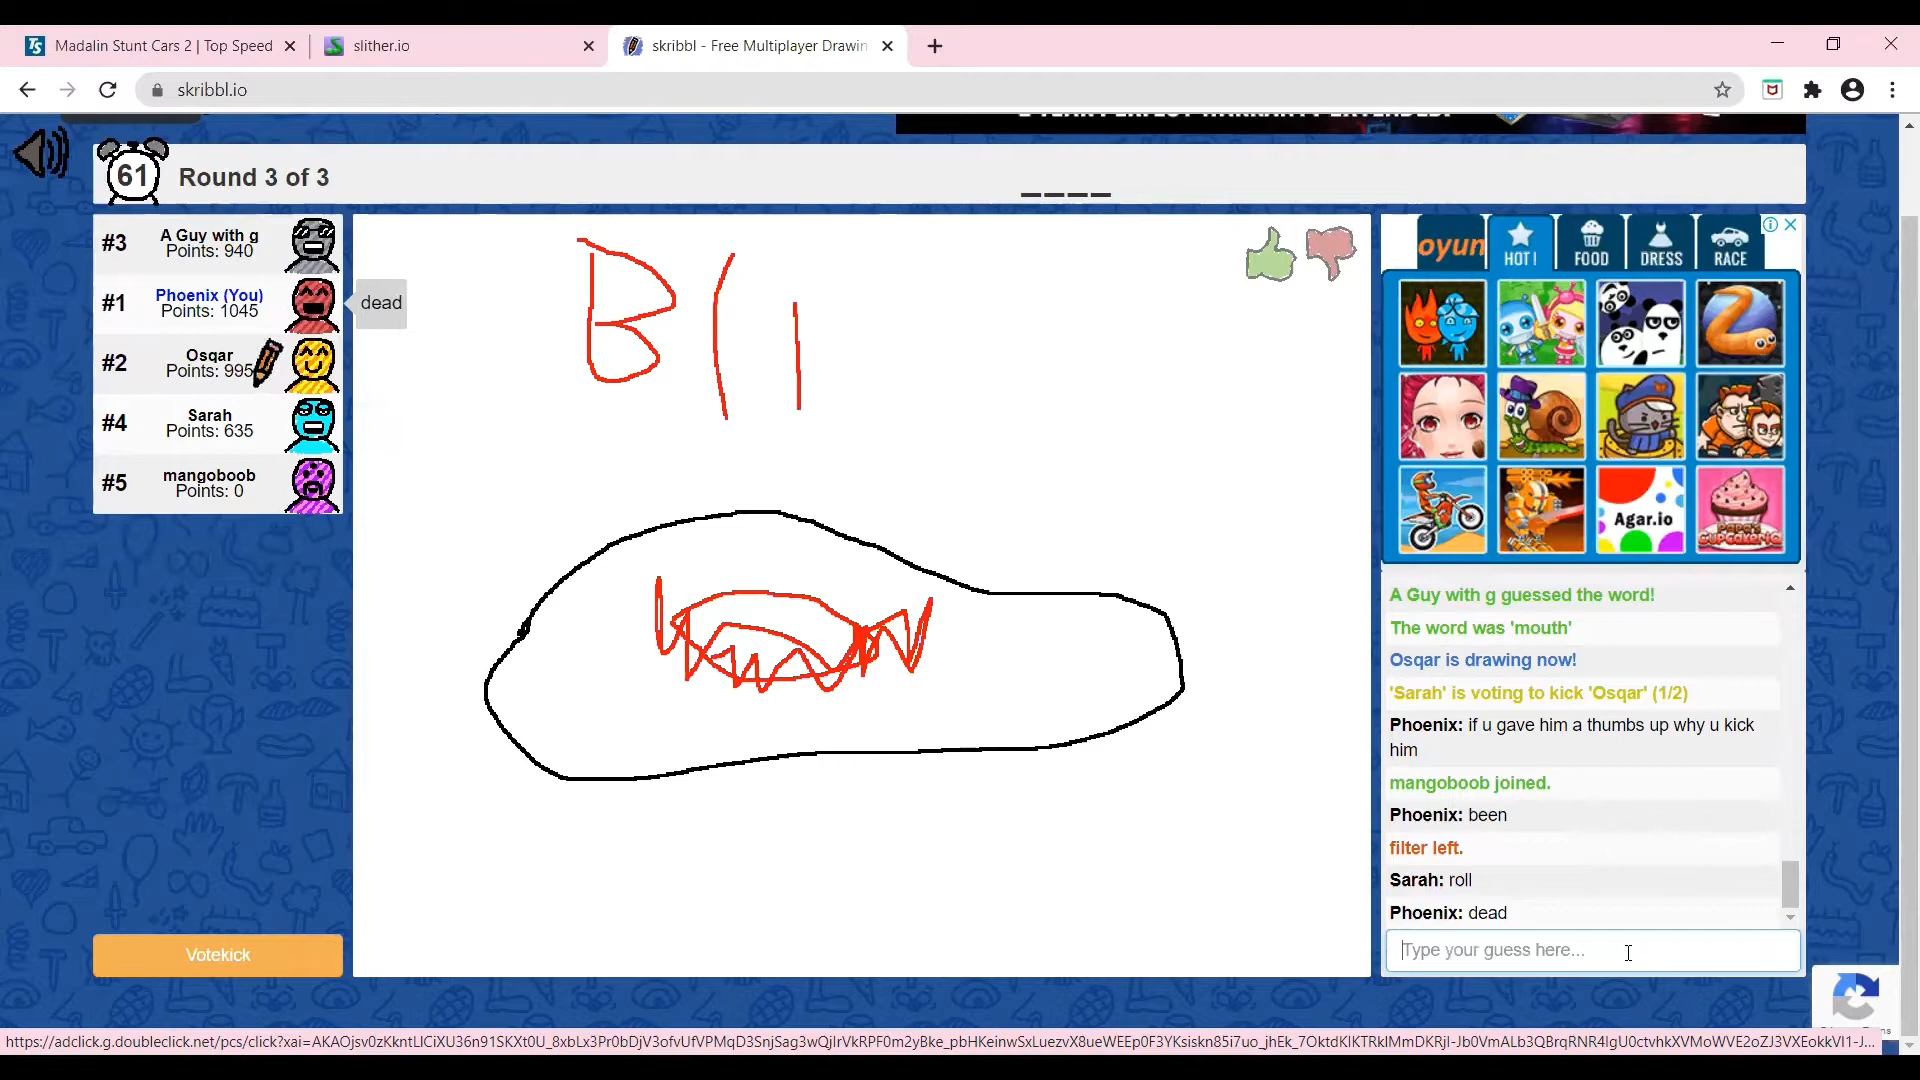 Madalin Stunt Cars 2 | Top Speed
slither.io
skribbl - Free Multiplayer Drawin
skribbl.io
61
Round 3 of 3
____
#3 A Guy with g
Points: 940
#1 Phoenix (You)
Points: 1045
dead
#2 Osqar
Points: 995
#4 Sarah
Points: 635
#5 mangoboob
Points: 0
Votekick
B
oyun
HOT !
FOOD
DRESS
RACE
Agar.io
A Guy with g guessed the word!
The word was 'mouth'
Osqar is drawing now!
'Sarah' is voting to kick 'Osqar' (1/2)
Phoenix: if u gave him a thumbs up why u kick
him
mangoboob joined.
Phoenix: been
filter left.
Sarah: roll
Phoenix: dead
Type your guess here...